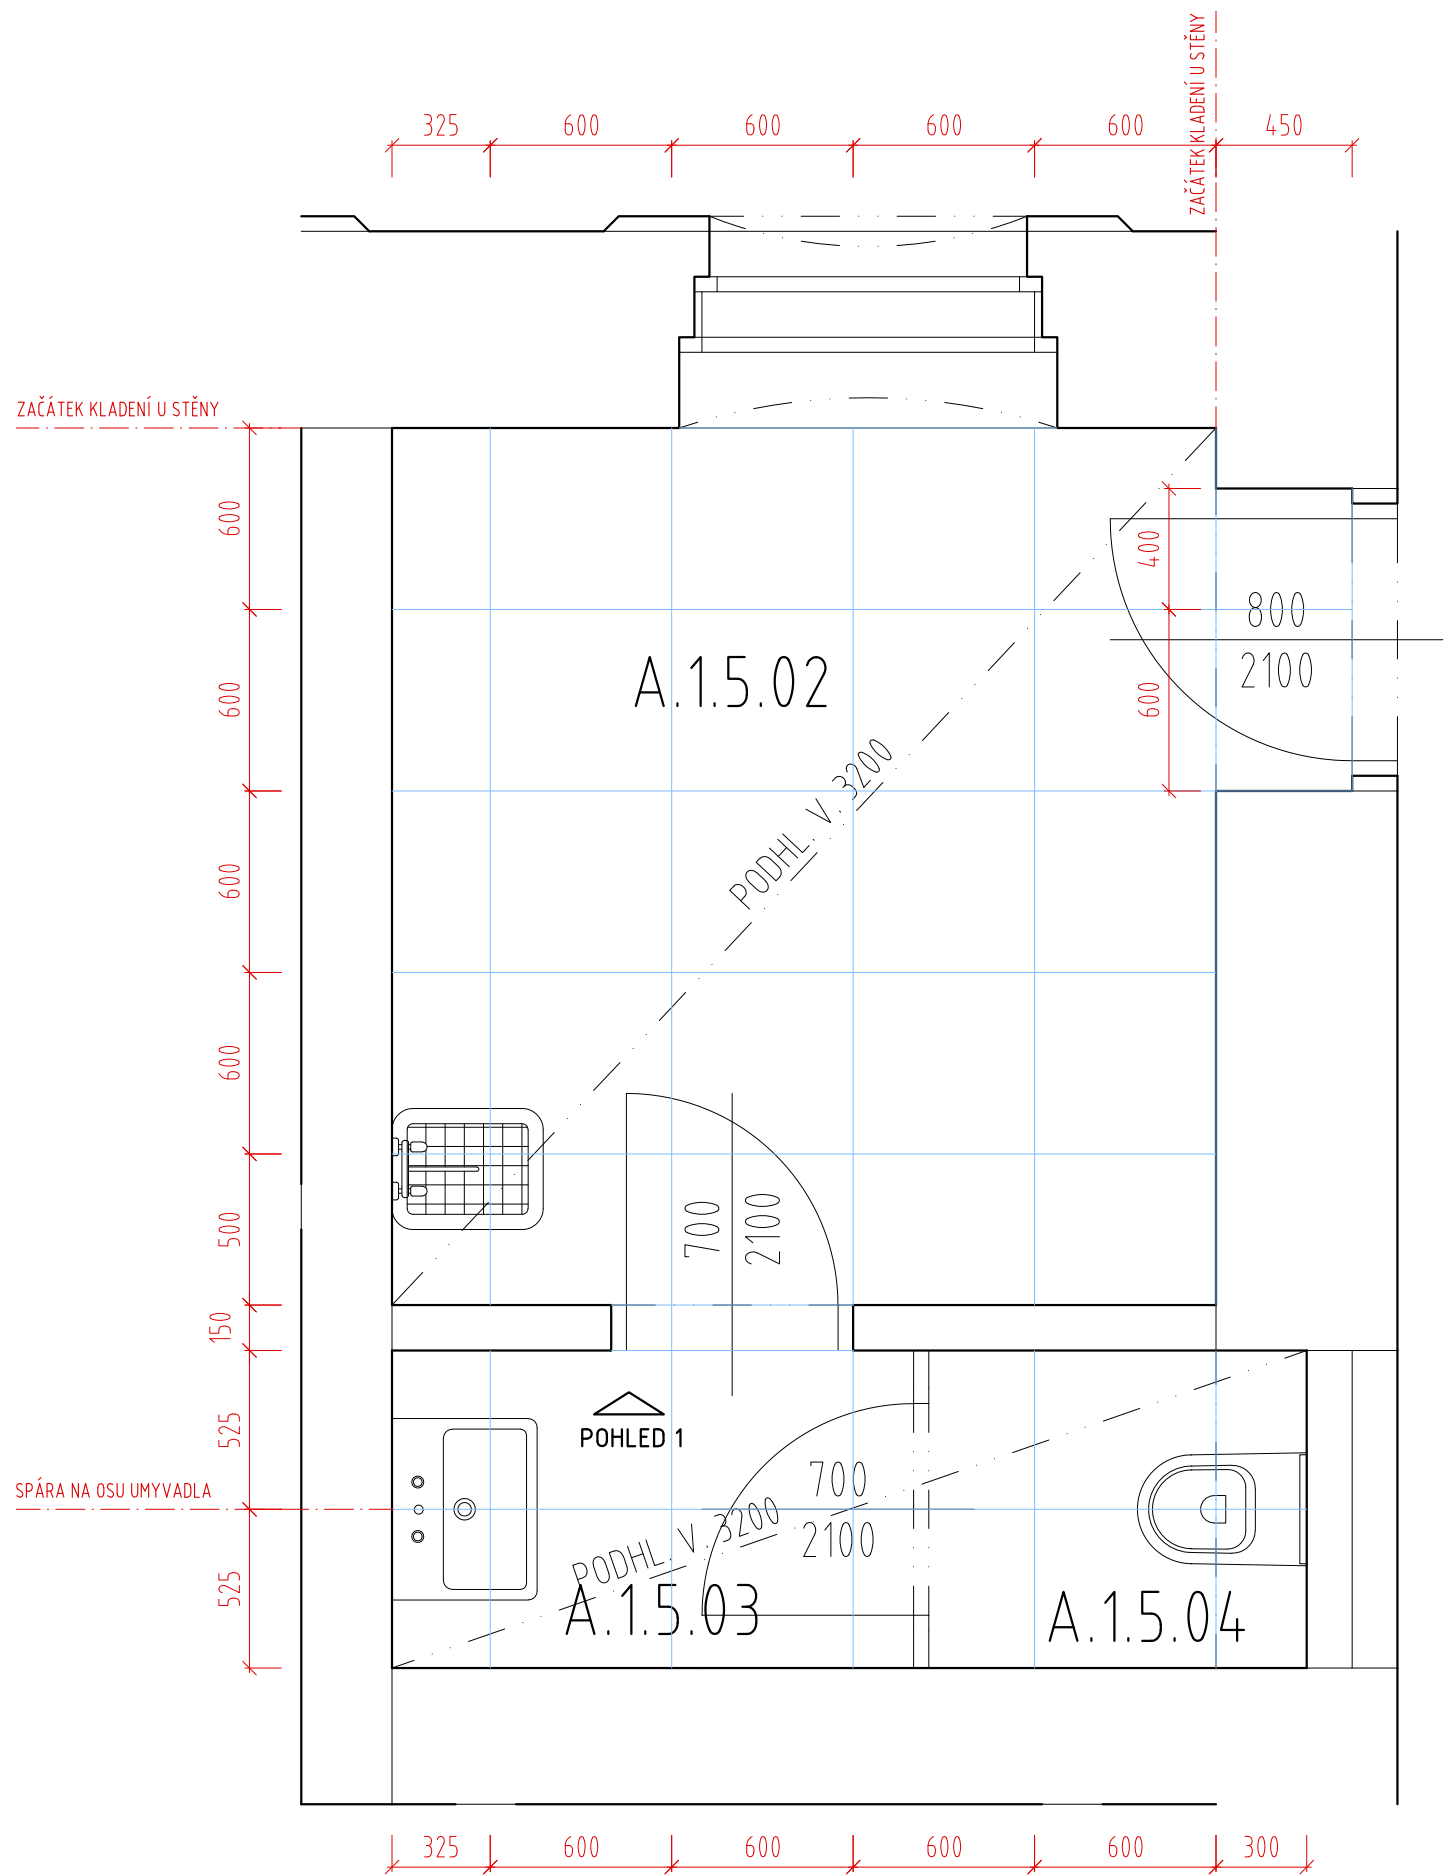 ZAČÁTEK KLADENÍ U STĚNY
325 600 600 600 600 450
ZAČÁTEK KLADENÍ U STĚNY
600
400
800
2100
A.1.5.02
600
600
PODHL. V. 3200
600
600
700
2100
500
150
525
POHLED 1
700
2100
SPÁRA NA OSU UMYVADLA
PODHL. V. 3200
525
A.1.5.03
A.1.5.04
325 600 600 600 600 300